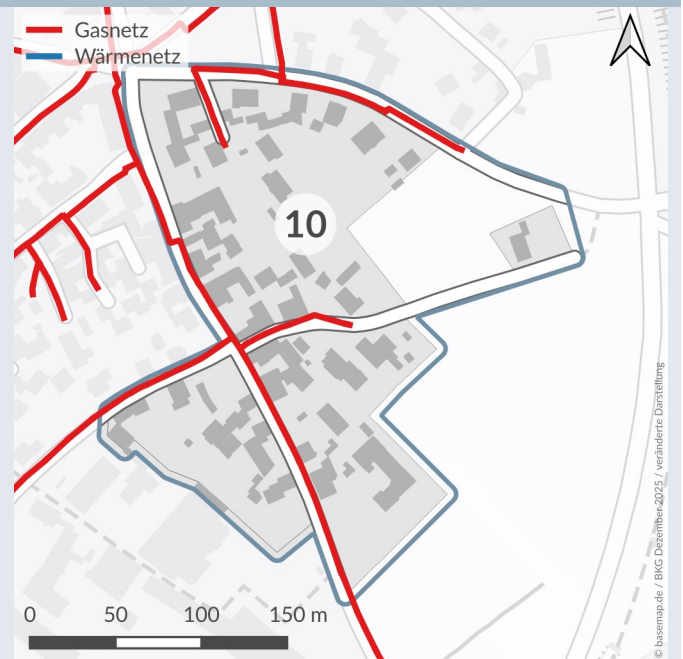 Gasnetz
Wärmenetz
10
0 50 100 150 m
© basemap.de / BKG Dezember 2025 / veränderte Darstellung